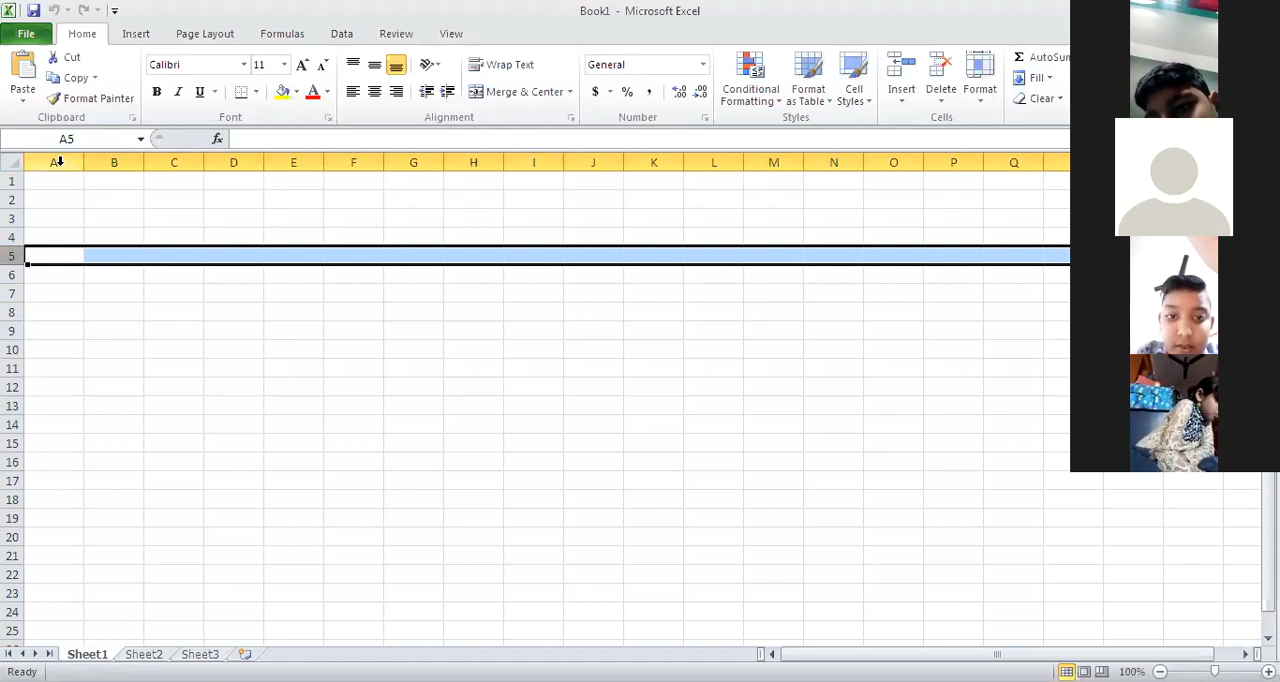 Book1 - Microsoft Excel
File Home Insert Page Layout Formulas Data Review View
Paste
Cut
Copy
Format Painter
Clipboard
Calibri 11
B I U A
Font
Wrap Text
Merge & Center
Alignment
General
$ % ,
Number
Conditional Formatting
Format as Table
Cell Styles
Styles
Insert Delete Format
Cells
Σ AutoSum
Fill
Clear
A5 fx
A B C D E F G H I J K L M N O P Q
1
2
3
4
5
6
7
8
9
10
11
12
13
14
15
16
17
18
19
20
21
22
23
24
25
Sheet1 Sheet2 Sheet3
Ready 100%